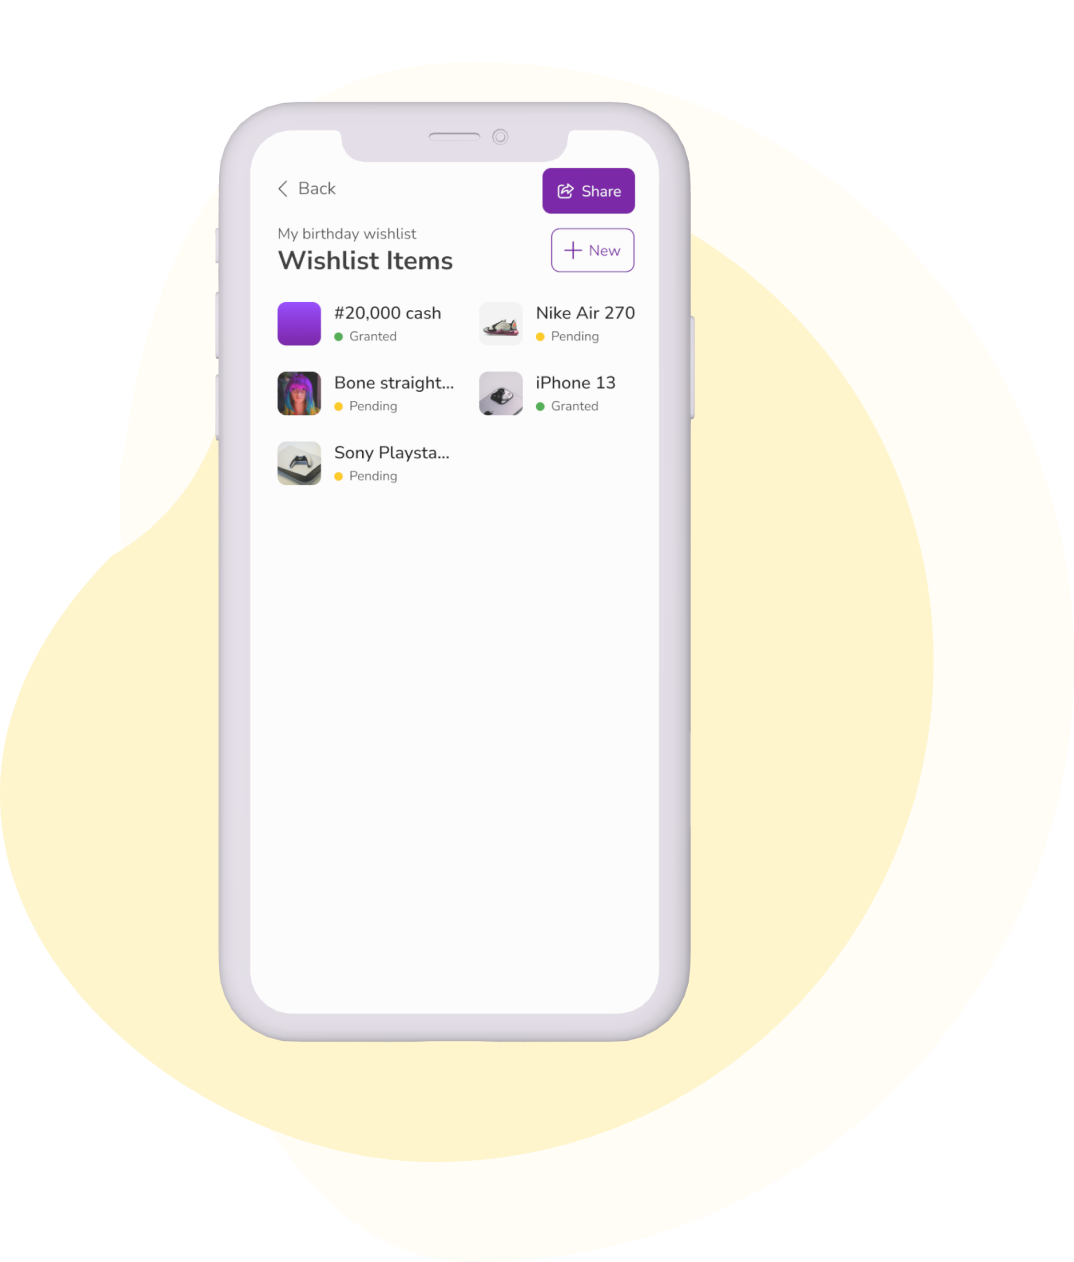 Back
Share
My birthday wishlist
Wishlist Items
New
#20,000 cash
Granted
Nike Air 270
Pending
Bone straight...
Pending
iPhone 13
Granted
Sony Playsta...
Pending